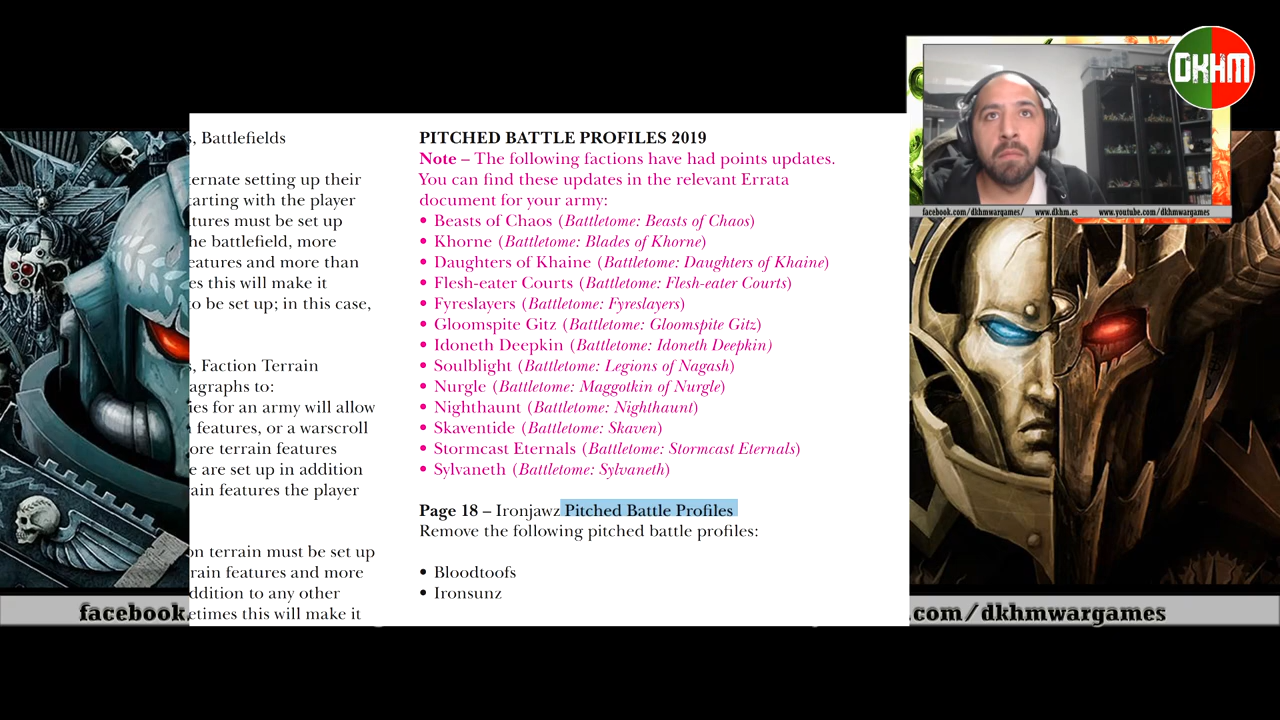 DKHM
facebook.com/dkhmwargames/ www.dkhm.es www.youtube.com/dkhmwargames
s, Battlefields
ernate setting up their
arting with the player
atures must be set up
he battlefield, more
eatures and more than
es this will make it
o be set up; in this case,
s, Faction Terrain
agraphs to:
ies for an army will allow
features, or a warscroll
ore terrain features
e are set up in addition
ain features the player
on terrain must be set up
rain features and more
ddition to any other
etimes this will make it
PITCHED BATTLE PROFILES 2019
Note – The following factions have had points updates.
You can find these updates in the relevant Errata
document for your army:
• Beasts of Chaos (Battletome: Beasts of Chaos)
• Khorne (Battletome: Blades of Khorne)
• Daughters of Khaine (Battletome: Daughters of Khaine)
• Flesh-eater Courts (Battletome: Flesh-eater Courts)
• Fyreslayers (Battletome: Fyreslayers)
• Gloomspite Gitz (Battletome: Gloomspite Gitz)
• Idoneth Deepkin (Battletome: Idoneth Deepkin)
• Soulblight (Battletome: Legions of Nagash)
• Nurgle (Battletome: Maggotkin of Nurgle)
• Nighthaunt (Battletome: Nighthaunt)
• Skaventide (Battletome: Skaven)
• Stormcast Eternals (Battletome: Stormcast Eternals)
• Sylvaneth (Battletome: Sylvaneth)
Page 18 – Ironjawz Pitched Battle Profiles
Remove the following pitched battle profiles:
• Bloodtoofs
• Ironsunz
facebook.
.com/dkhmwargames